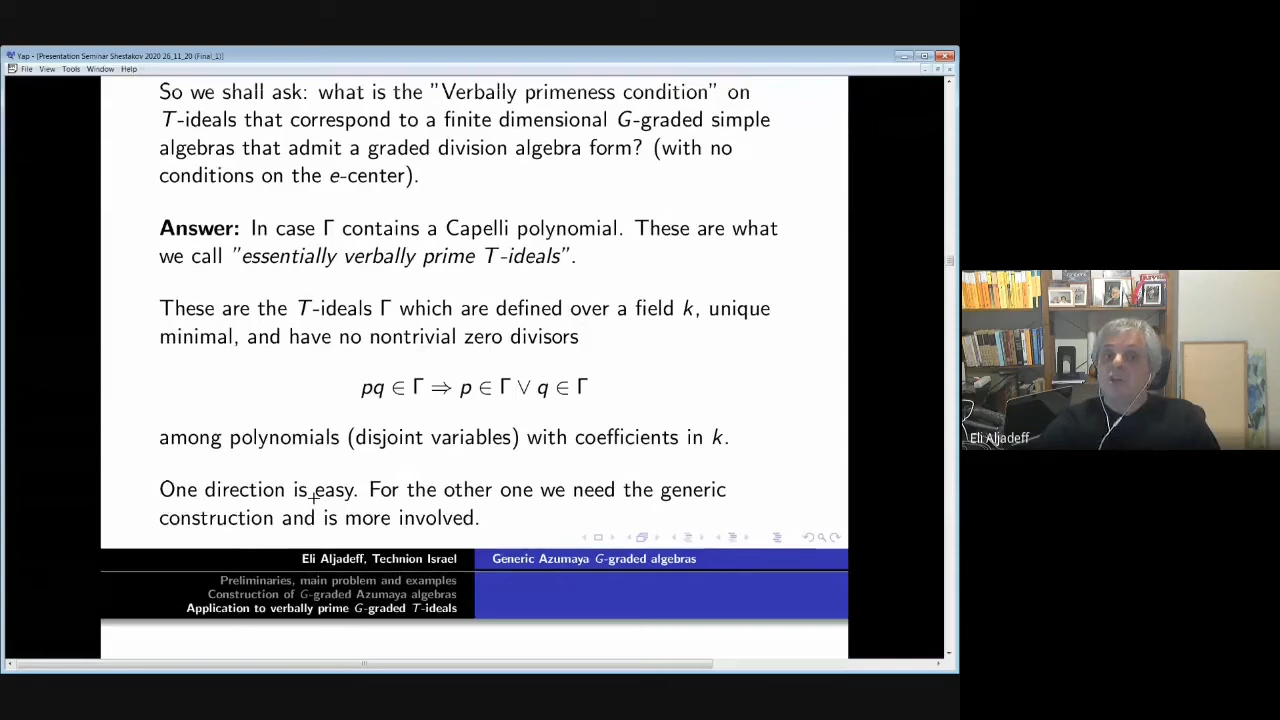 Yap - [Presentation Seminar Shestakov 2020 26_11_20 (Final_1)]
File View Tools Window Help
So we shall ask: what is the "Verbally primeness condition" on
T-ideals that correspond to a finite dimensional G-graded simple
algebras that admit a graded division algebra form? (with no
conditions on the e-center).
Answer: In case Γ contains a Capelli polynomial. These are what
we call "essentially verbally prime T-ideals".
These are the T-ideals Γ which are defined over a field k, unique
minimal, and have no nontrivial zero divisors
pq ∈ Γ ⇒ p ∈ Γ ∨ q ∈ Γ
among polynomials (disjoint variables) with coefficients in k.
One direction is easy. For the other one we need the generic
construction and is more involved.
Eli Aljadeff, Technion Israel
Generic Azumaya G-graded algebras
Preliminaries, main problem and examples
Construction of G-graded Azumaya algebras
Application to verbally prime G-graded T-ideals
Eli Aljadeff